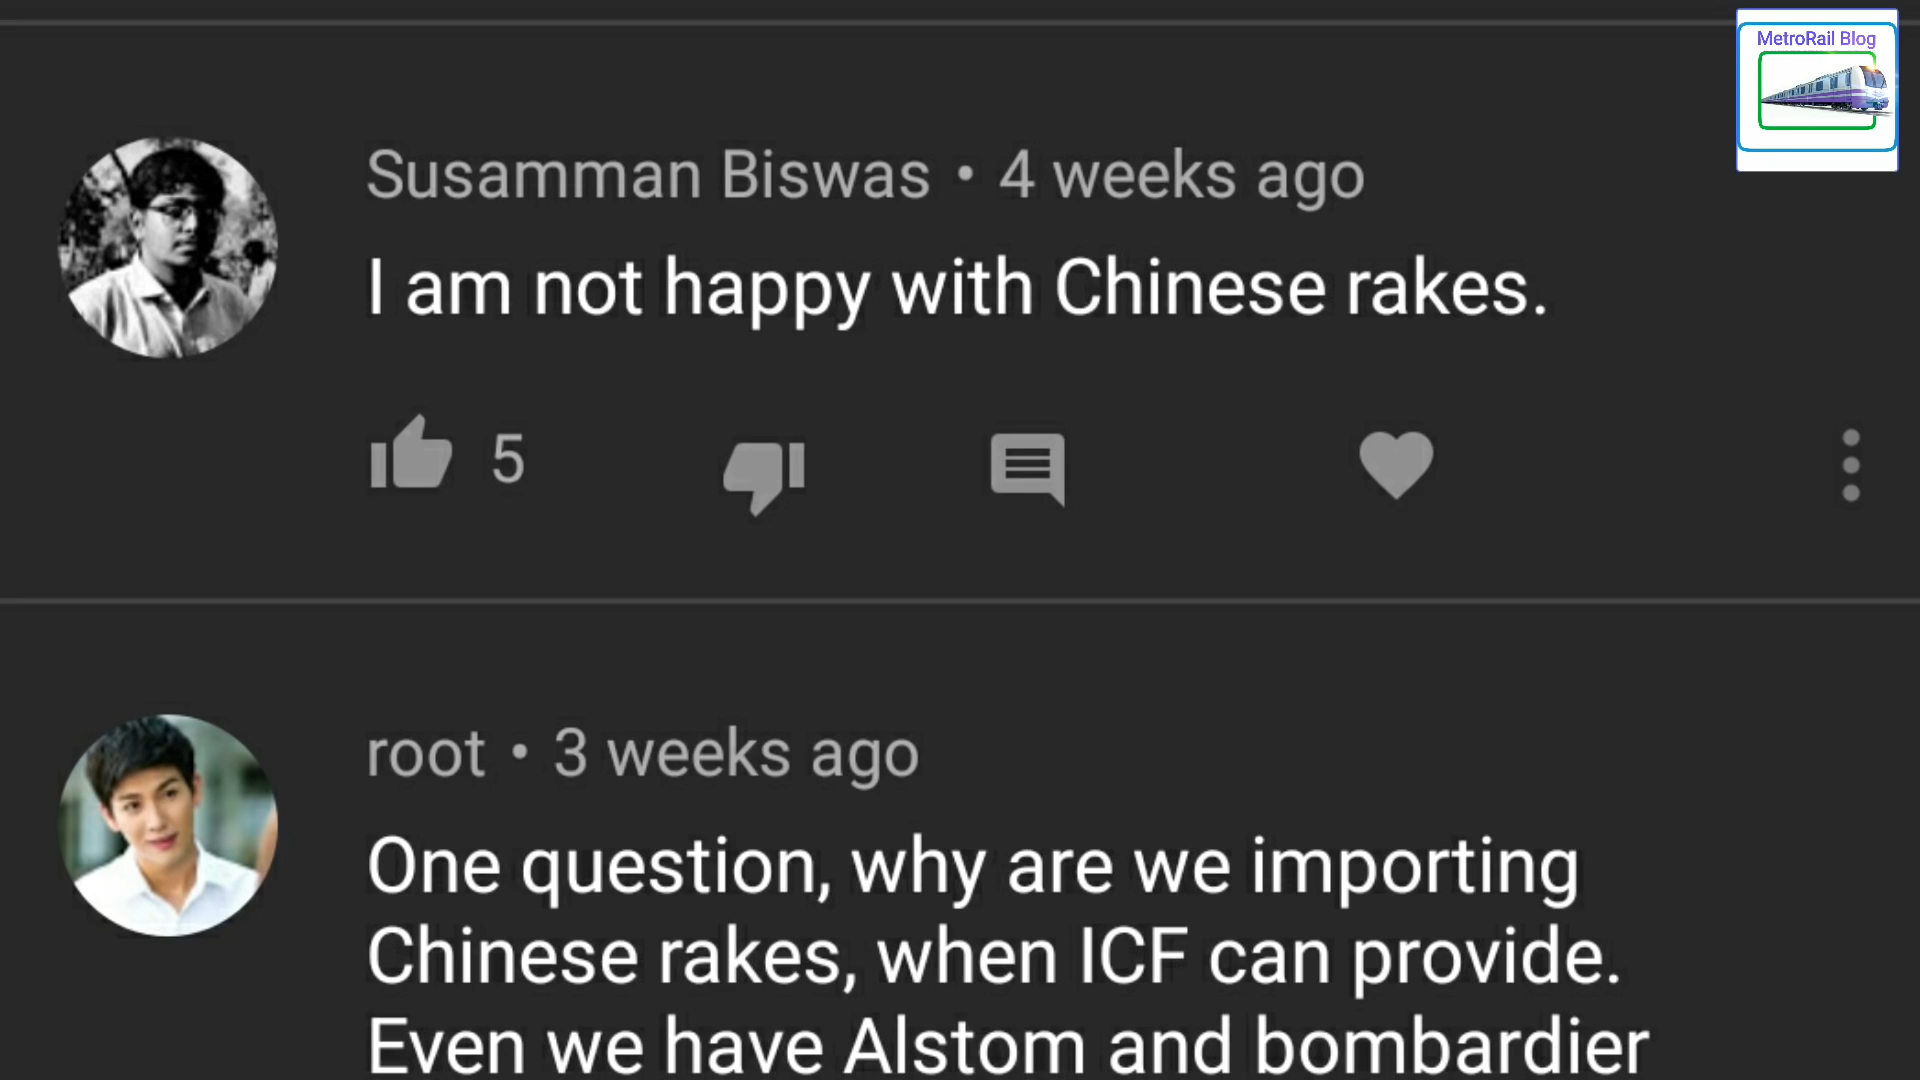 MetroRail Blog
Susamman Biswas • 4 weeks ago
I am not happy with Chinese rakes.
5
root • 3 weeks ago
One question, why are we importing
Chinese rakes, when ICF can provide.
Even we have Alstom and bombardier